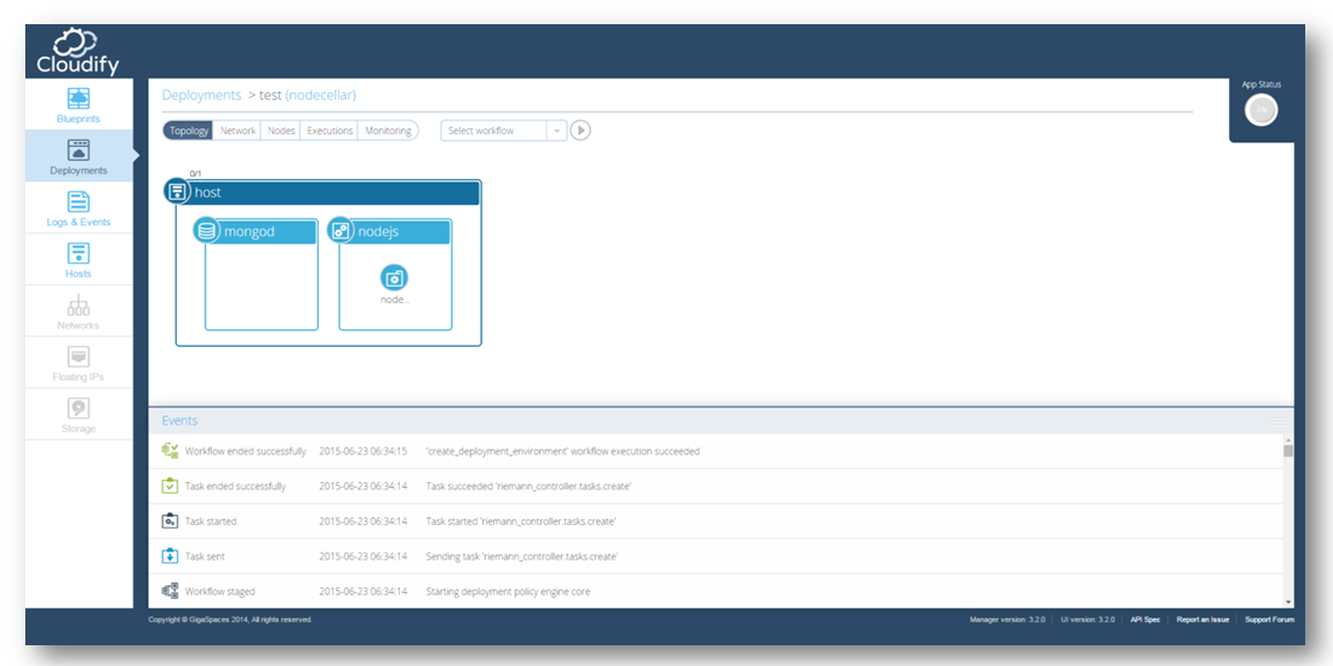 Cloudify
App Status
Blueprints
Deployments
Logs & Events
Hosts
Networks
Floating IPs
Storage
Deployments > test (nodecellar)
Topology Network Nodes Executions Monitoring Select workflow
0/1
host
mongod nodejs
node...
Events
Workflow ended successfully 2015-06-23 06:34:15 'create_deployment_environment' workflow execution succeeded
Task ended successfully 2015-06-23 06:34:14 Task succeeded 'riemann_controller.tasks.create'
Task started 2015-06-23 06:34:14 Task started 'riemann_controller.tasks.create'
Task sent 2015-06-23 06:34:14 Sending task 'riemann_controller.tasks.create'
Workflow staged 2015-06-23 06:34:14 Starting deployment policy engine core
Copyright © GigaSpaces 2014, All rights reserved. Manager version: 3.2.0 UI version: 3.2.0 API Spec Report an Issue Support Forum